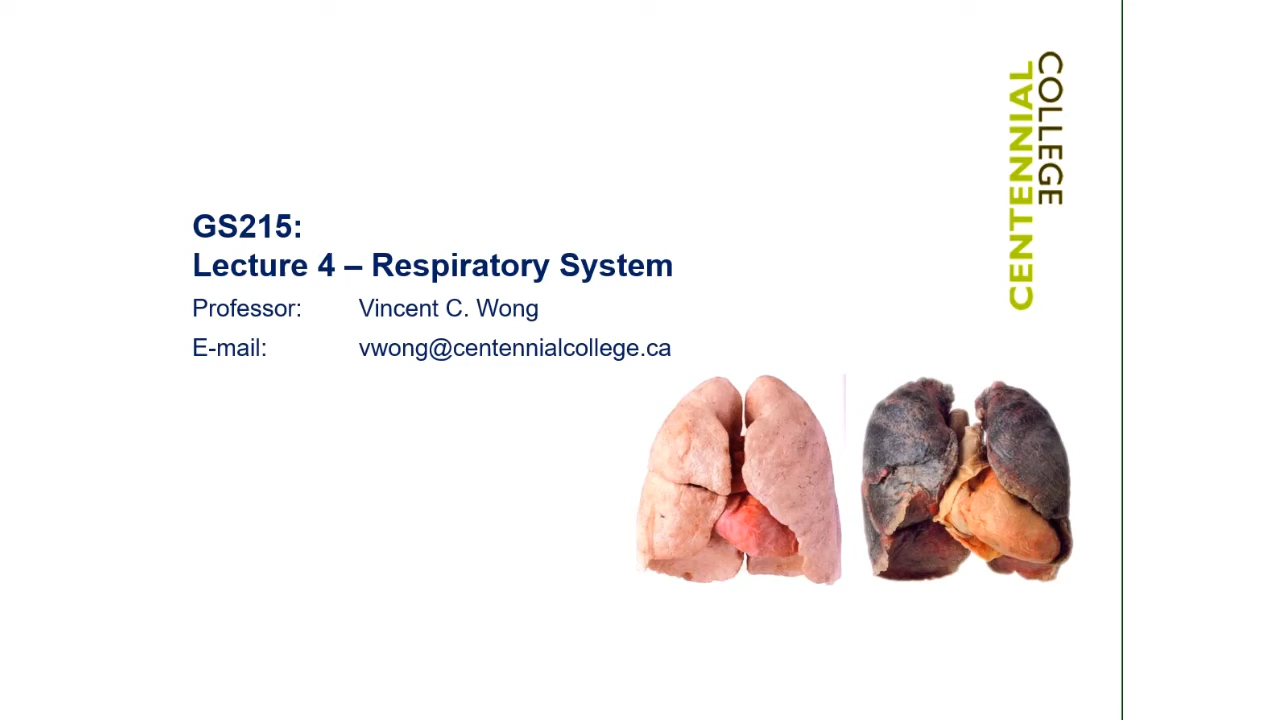 CENTENNIAL
COLLEGE
GS215:
Lecture 4 – Respiratory System
Professor: Vincent C. Wong
E-mail: vwong@centennialcollege.ca